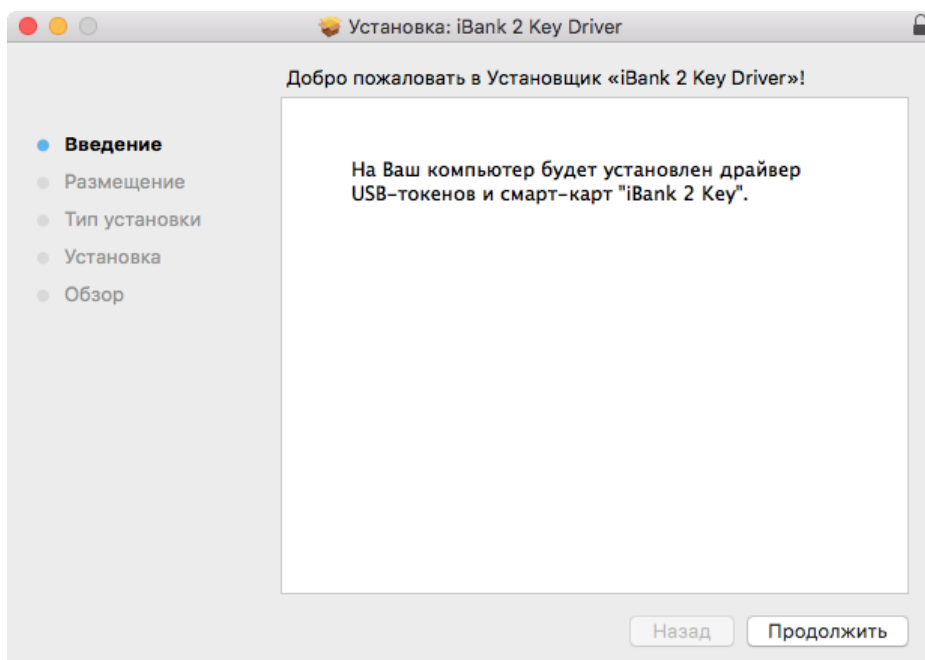 Установка: iBank 2 Key Driver
Добро пожаловать в Установщик «iBank 2 Key Driver»!
Введение
Размещение
Тип установки
Установка
Обзор
На Ваш компьютер будет установлен драйвер
USB-токенов и смарт-карт "iBank 2 Key".
Назад
Продолжить